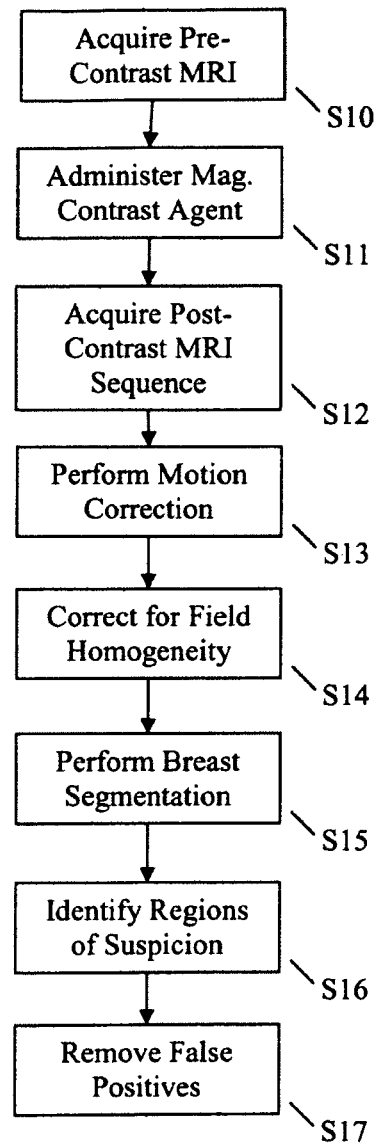 Acquire Pre-
Contrast MRI
S10
Administer Mag.
Contrast Agent
S11
Acquire Post-
Contrast MRI
Sequence
S12
Perform Motion
Correction
S13
Correct for Field
Homogeneity
S14
Perform Breast
Segmentation
S15
Identify Regions
of Suspicion
S16
Remove False
Positives
S17